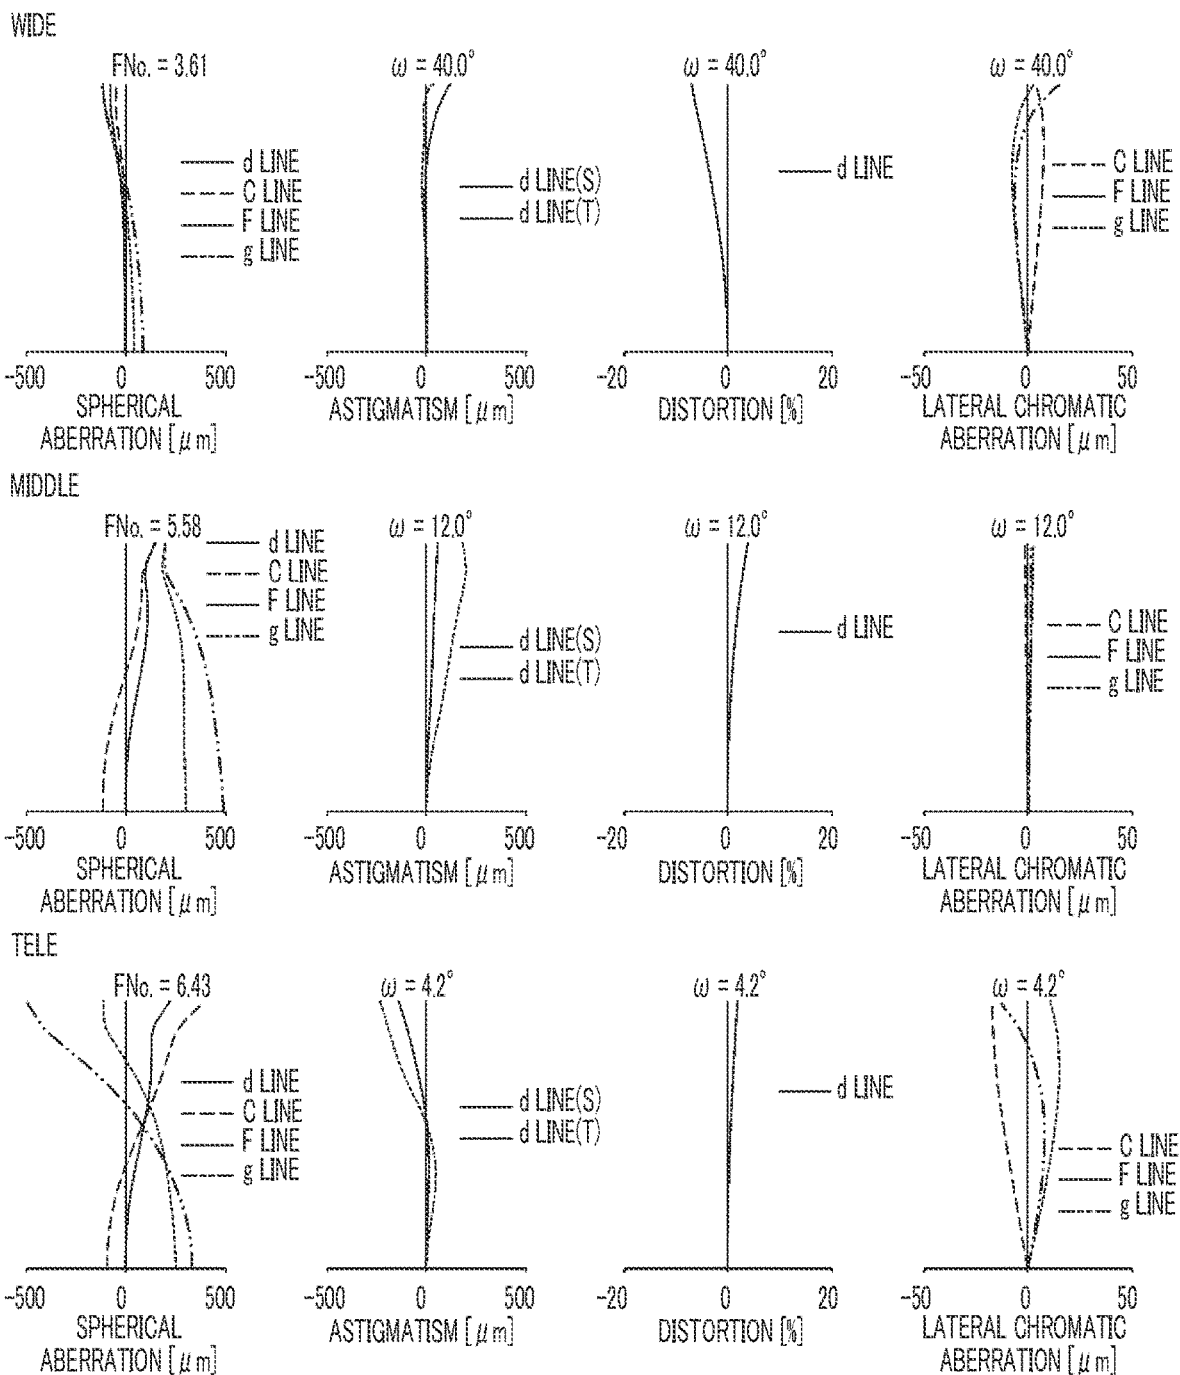 WIDE
FNo. = 3.61
d LINE
C LINE
F LINE
g LINE
-500 0 500
SPHERICAL
ABERRATION [μm]
ω = 40.0°
d LINE(S)
d LINE(T)
-500 0 500
ASTIGMATISM [μm]
ω = 40.0°
d LINE
-20 0 20
DISTORTION [%]
ω = 40.0°
C LINE
F LINE
g LINE
-50 0 50
LATERAL CHROMATIC
ABERRATION [μm]
MIDDLE
FNo. = 5.58
d LINE
C LINE
F LINE
g LINE
-500 0 500
SPHERICAL
ABERRATION [μm]
ω = 12.0°
d LINE(S)
d LINE(T)
-500 0 500
ASTIGMATISM [μm]
ω = 12.0°
d LINE
-20 0 20
DISTORTION [%]
ω = 12.0°
C LINE
F LINE
g LINE
-50 0 50
LATERAL CHROMATIC
ABERRATION [μm]
TELE
FNo. = 6.43
d LINE
C LINE
F LINE
g LINE
-500 0 500
SPHERICAL
ABERRATION [μm]
ω = 4.2°
d LINE(S)
d LINE(T)
-500 0 500
ASTIGMATISM [μm]
ω = 4.2°
d LINE
-20 0 20
DISTORTION [%]
ω = 4.2°
C LINE
F LINE
g LINE
-50 0 50
LATERAL CHROMATIC
ABERRATION [μm]